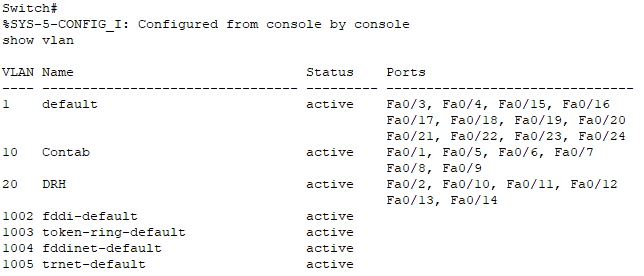 Switch#
%SYS-5-CONFIG_I: Configured from console by console
show vlan

VLAN Name                             Status    Ports
---- -------------------------------- --------- -------------------------------
1    default                          active    Fa0/3, Fa0/4, Fa0/15, Fa0/16
                                                Fa0/17, Fa0/18, Fa0/19, Fa0/20
                                                Fa0/21, Fa0/22, Fa0/23, Fa0/24
10   Contab                           active    Fa0/1, Fa0/5, Fa0/6, Fa0/7
                                                Fa0/8, Fa0/9
20   DRH                              active    Fa0/2, Fa0/10, Fa0/11, Fa0/12
                                                Fa0/13, Fa0/14
1002 fddi-default                     active
1003 token-ring-default               active
1004 fddinet-default                  active
1005 trnet-default                    active